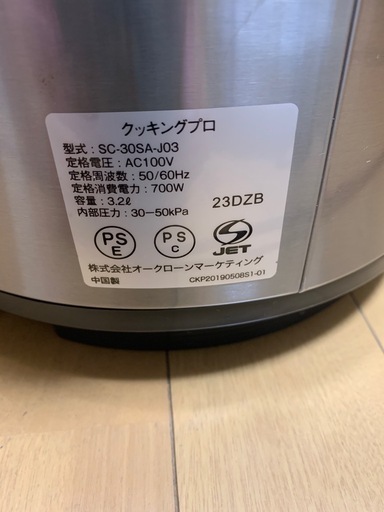 クッキングプロ
型式：SC-30SA-J03
定格電圧：AC100V
定格周波数：50/60Hz
定格消費電力：700W
容量：3.2ℓ
内部圧力：30－50kPa
23DZB
PS
E
PS
C
S
JET
株式会社オークローンマーケティング
中国製
CKP20190508S1-01